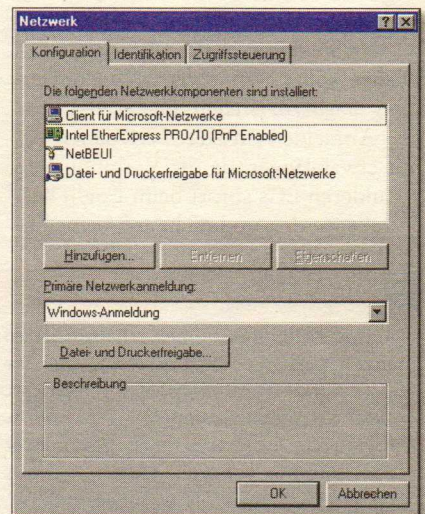 Netzwerk
Konfiguration Identifikation Zugriffssteuerung
Die folgenden Netzwerkkomponenten sind installiert:
Client für Microsoft-Netzwerke
Intel EtherExpress PRO/10 (PnP Enabled)
NetBEUI
Datei- und Druckerfreigabe für Microsoft-Netzwerke
Hinzufügen... Entfernen Eigenschaften
Primäre Netzwerkanmeldung:
Windows-Anmeldung
Datei- und Druckerfreigabe...
Beschreibung
OK Abbrechen